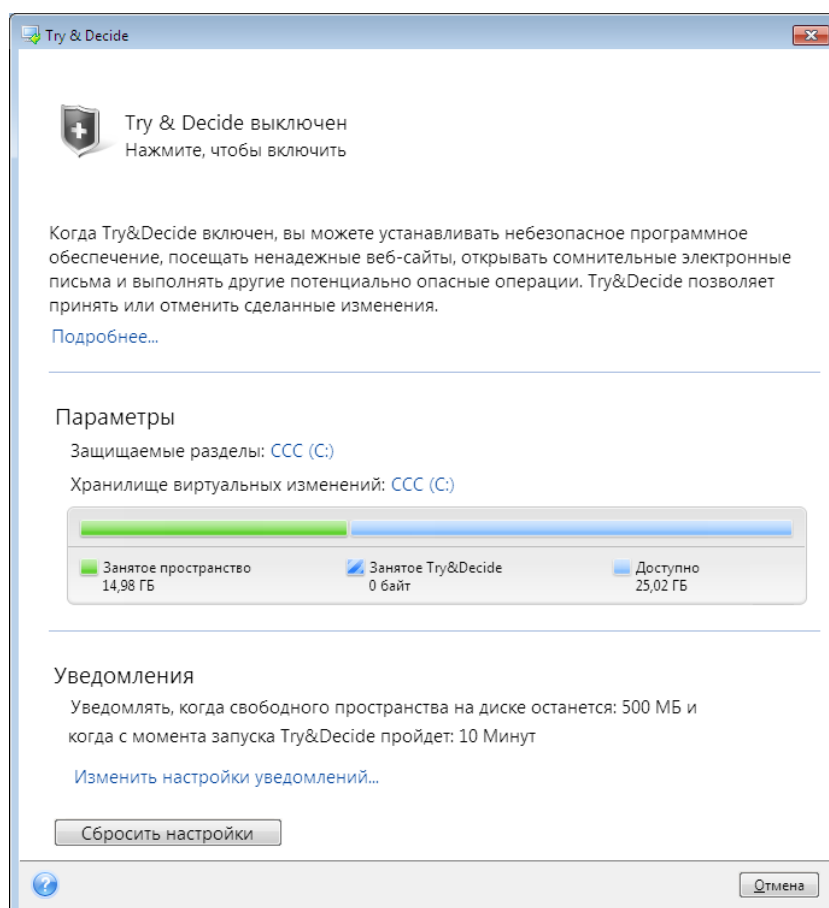 Try & Decide
Try & Decide выключен
Нажмите, чтобы включить
Когда Try&Decide включен, вы можете устанавливать небезопасное программное
обеспечение, посещать ненадежные веб-сайты, открывать сомнительные электронные
письма и выполнять другие потенциально опасные операции. Try&Decide позволяет
принять или отменить сделанные изменения.
Подробнее...
Параметры
Защищаемые разделы: CCC (C:)
Хранилище виртуальных изменений: CCC (C:)
Занятое пространство
14,98 ГБ
Занятое Try&Decide
0 байт
Доступно
25,02 ГБ
Уведомления
Уведомлять, когда свободного пространства на диске останется: 500 МБ и
когда с момента запуска Try&Decide пройдет: 10 Минут
Изменить настройки уведомлений...
Сбросить настройки
Отмена